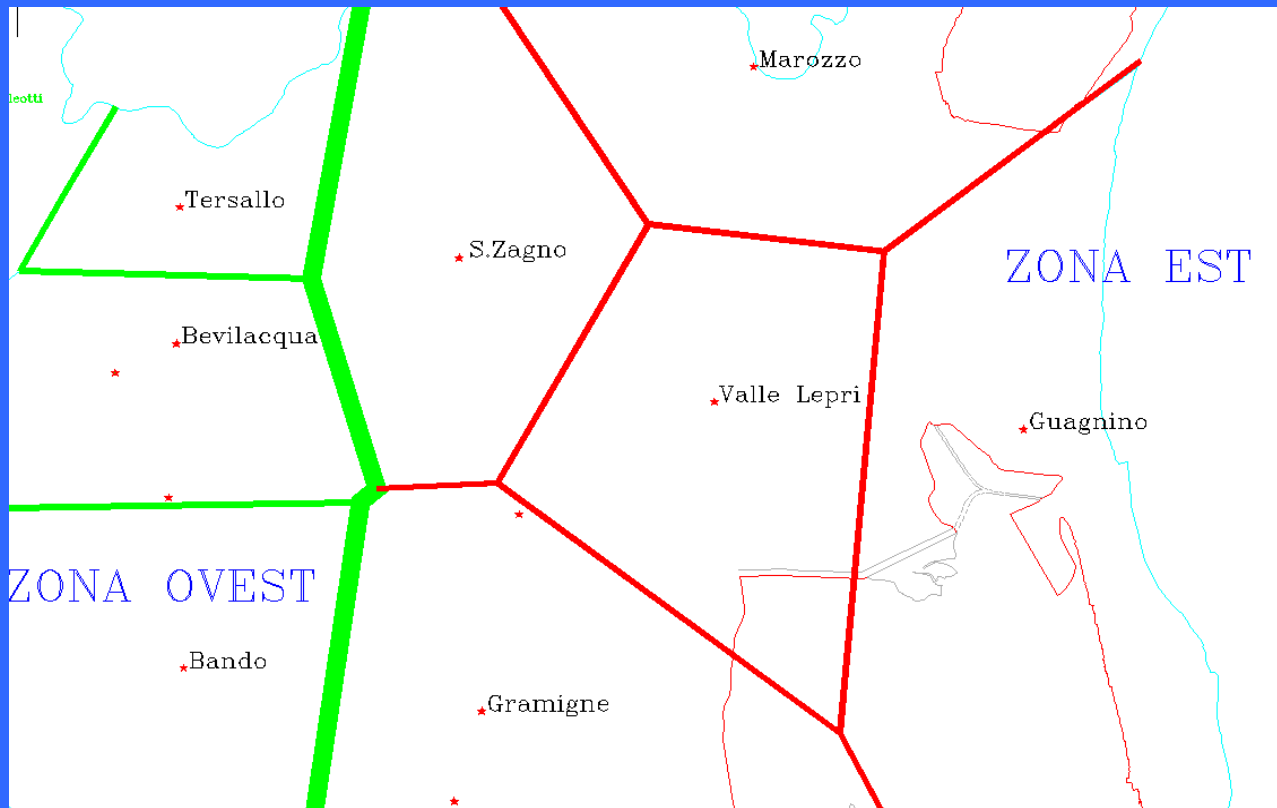 Marozzo
Tersallo
S.Zagno
ZONA EST
Bevilacqua
Valle Lepri
Guagnino
ZONA OVEST
Bando
Gramigne